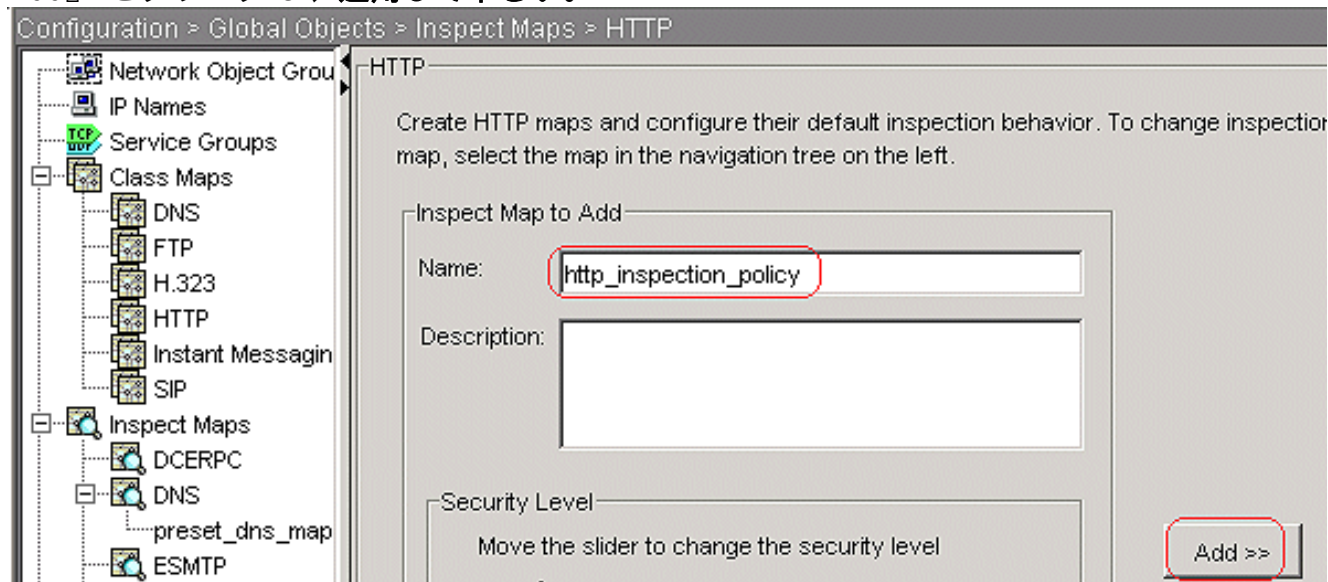 Configuration > Global Objects > Inspect Maps > HTTP
Network Object Grou
IP Names
TCP
UDP
Service Groups
Class Maps
DNS
FTP
H.323
HTTP
Instant Messagin
SIP
Inspect Maps
DCERPC
DNS
preset_dns_map
ESMTP
HTTP
Create HTTP maps and configure their default inspection behavior. To change inspection
map, select the map in the navigation tree on the left.
Inspect Map to Add
Name:
http_inspection_policy
Description:
Security Level
Move the slider to change the security level
Add >>